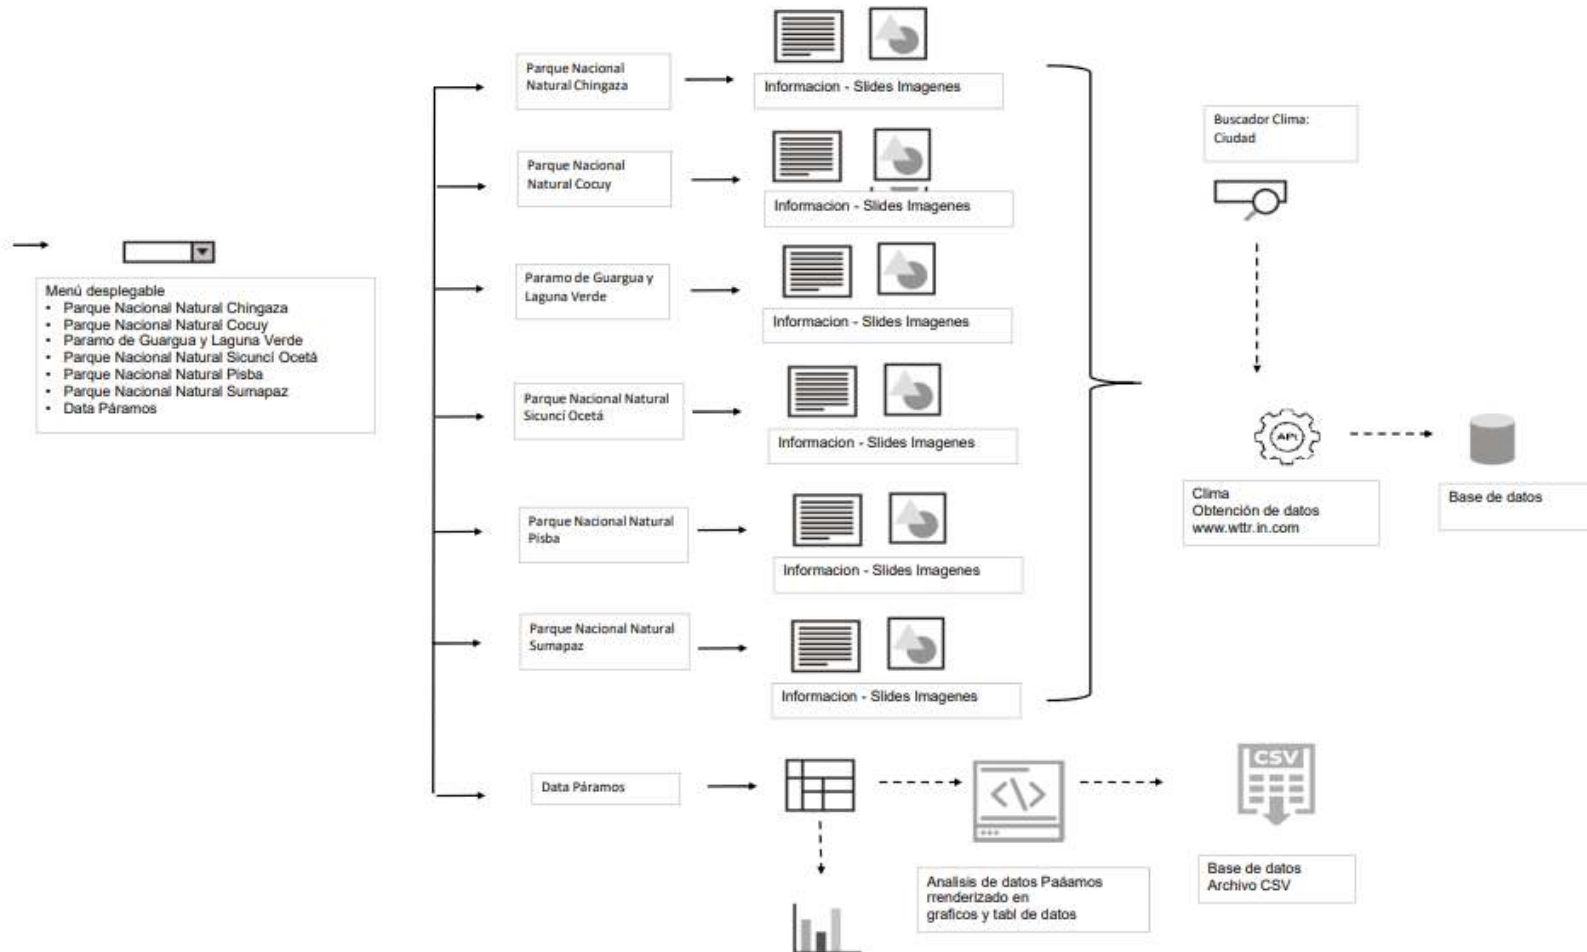 Menú desplegable
• Parque Nacional Natural Chingaza
• Parque Nacional Natural Cocuy
• Paramo de Guargua y Laguna Verde
• Parque Nacional Natural Sicuncí Ocetá
• Parque Nacional Natural Pisba
• Parque Nacional Natural Sumapaz
• Data Páramos
Parque Nacional
Natural Chingaza
Informacion - Slides Imagenes
Parque Nacional
Natural Cocuy
Informacion - Slides Imagenes
Paramo de Guargua y
Laguna Verde
Informacion - Slides Imagenes
Parque Nacional Natural
Sicuncí Ocetá
Informacion - Slides Imagenes
Parque Nacional Natural
Pisba
Informacion - Slides Imagenes
Parque Nacional Natural
Sumapaz
Informacion - Slides Imagenes
Data Páramos
Analisis de datos Paáamos
rrenderizado en
graficos y tabl de datos
CSV
Base de datos
Archivo CSV
Buscador Clima:
Ciudad
API
Clima
Obtención de datos
www.wttr.in.com
Base de datos